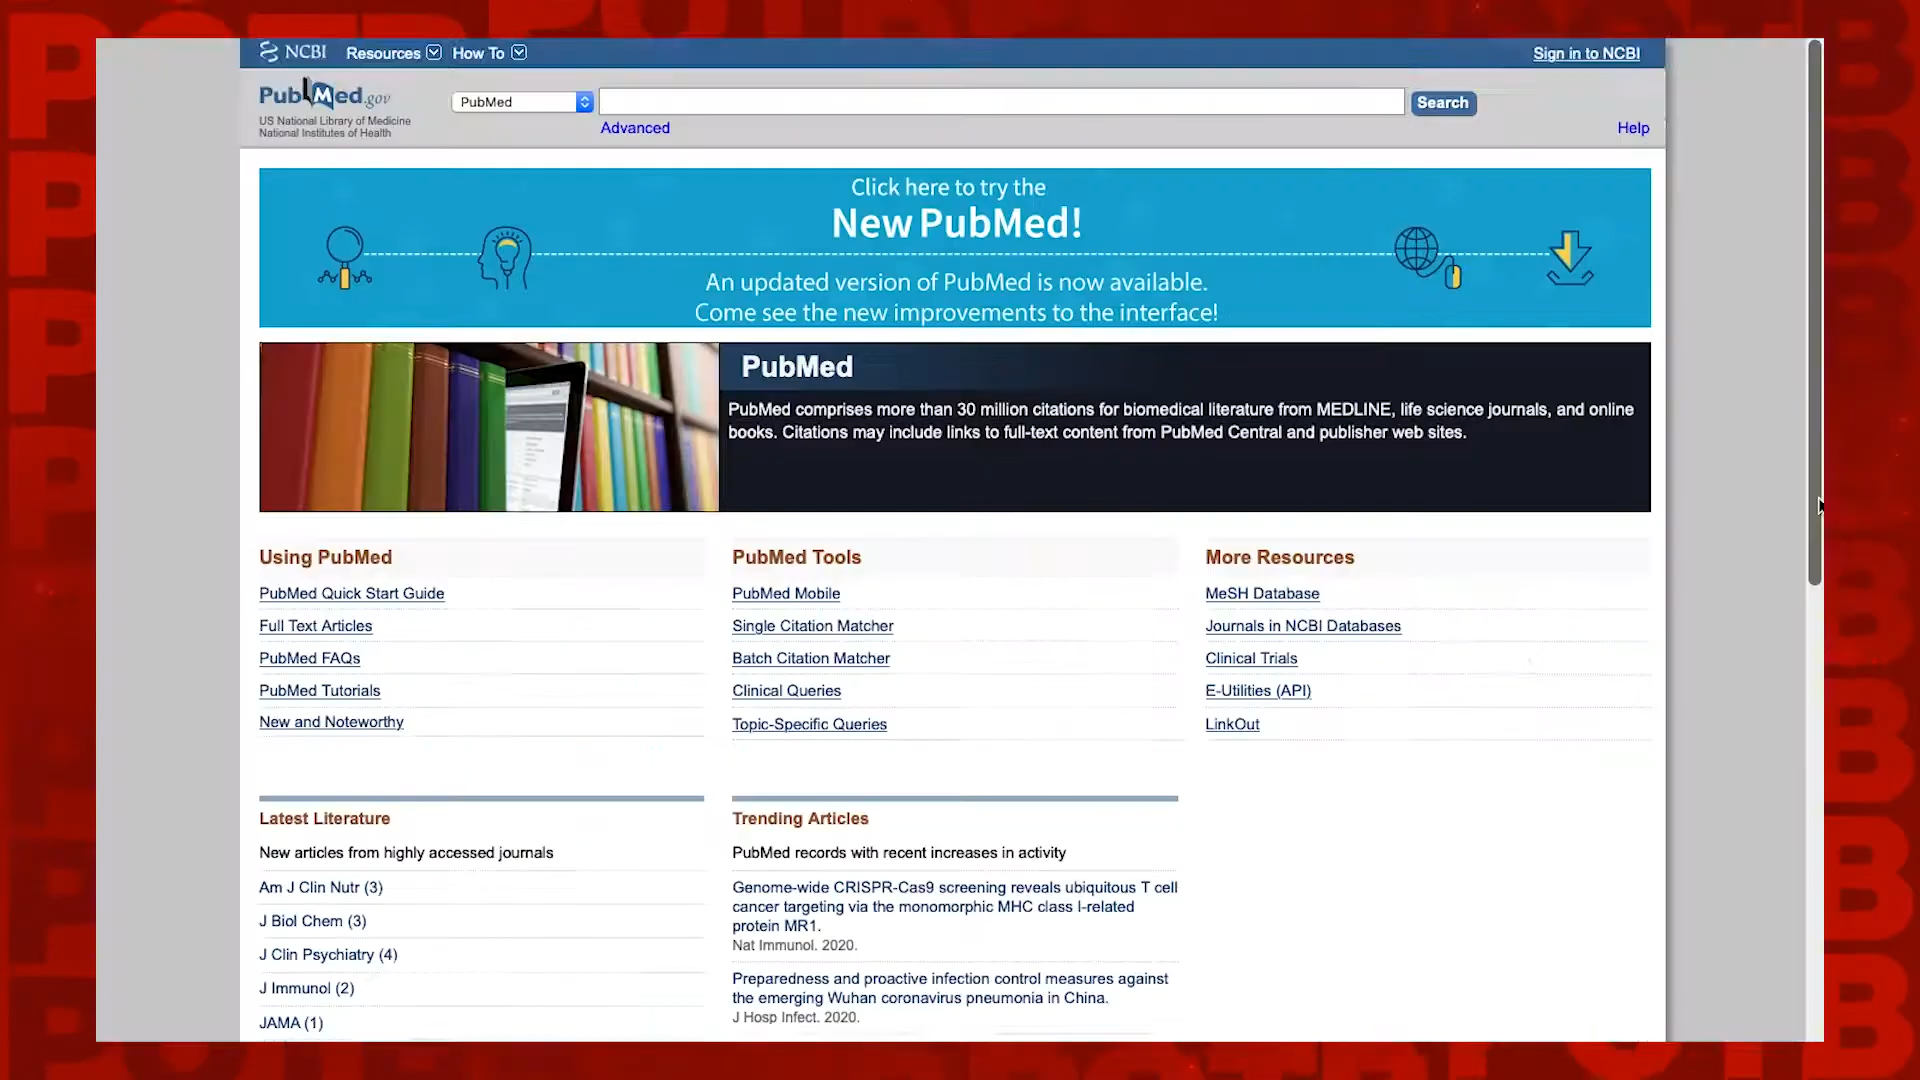 NCBI Resources How To Sign in to NCBI
PubMed.gov
US National Library of Medicine
National Institutes of Health
PubMed
Search
Advanced
Help
Click here to try the
New PubMed!
An updated version of PubMed is now available.
Come see the new improvements to the interface!
PubMed
PubMed comprises more than 30 million citations for biomedical literature from MEDLINE, life science journals, and online
books. Citations may include links to full-text content from PubMed Central and publisher web sites.
Using PubMed
PubMed Quick Start Guide
Full Text Articles
PubMed FAQs
PubMed Tutorials
New and Noteworthy
PubMed Tools
PubMed Mobile
Single Citation Matcher
Batch Citation Matcher
Clinical Queries
Topic-Specific Queries
More Resources
MeSH Database
Journals in NCBI Databases
Clinical Trials
E-Utilities (API)
LinkOut
Latest Literature
New articles from highly accessed journals
Am J Clin Nutr (3)
J Biol Chem (3)
J Clin Psychiatry (4)
J Immunol (2)
JAMA (1)
Trending Articles
PubMed records with recent increases in activity
Genome-wide CRISPR-Cas9 screening reveals ubiquitous T cell
cancer targeting via the monomorphic MHC class I-related
protein MR1.
Nat Immunol. 2020.
Preparedness and proactive infection control measures against
the emerging Wuhan coronavirus pneumonia in China.
J Hosp Infect. 2020.